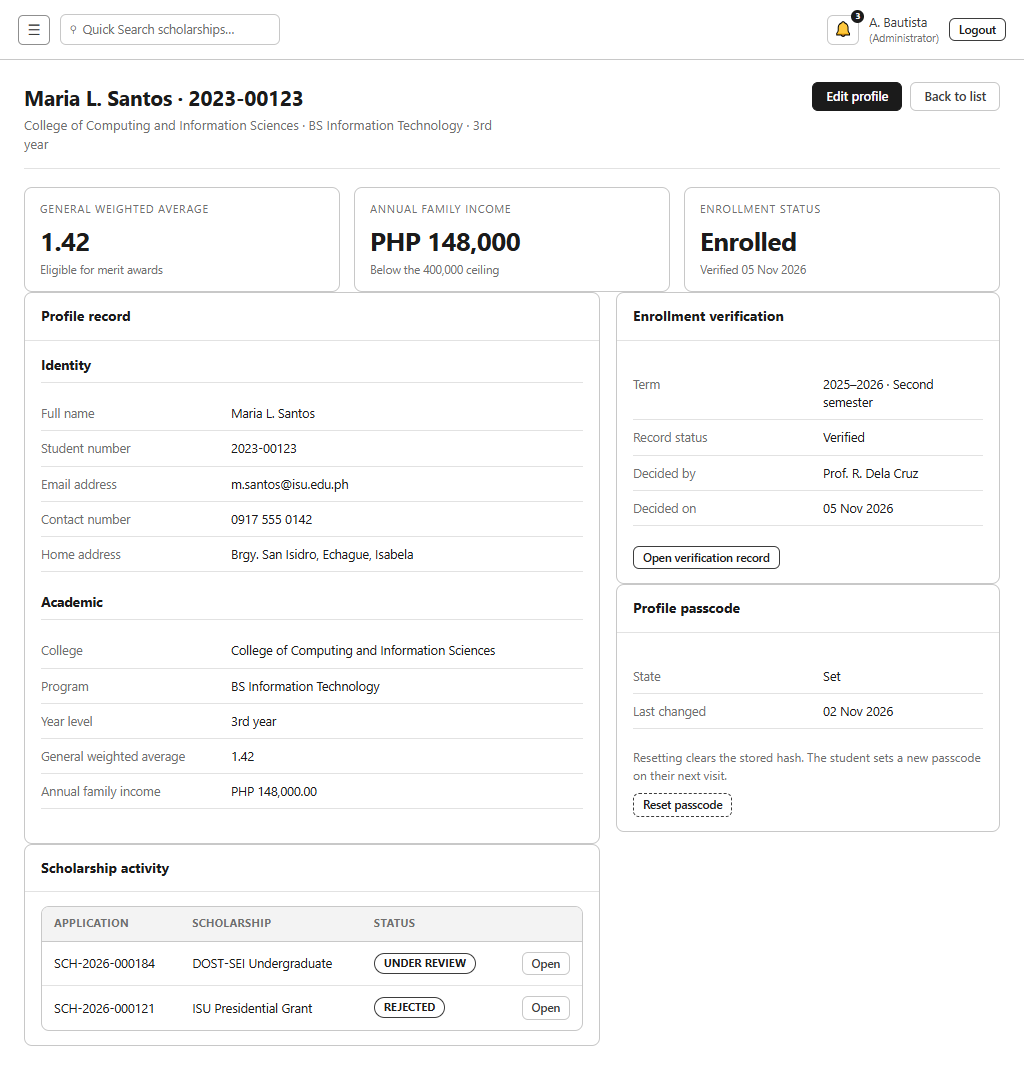 ☰
Quick Search scholarships...
3
A. Bautista
(Administrator)
Logout
Maria L. Santos · 2023-00123
College of Computing and Information Sciences · BS Information Technology · 3rd
year
Edit profile
Back to list
GENERAL WEIGHTED AVERAGE
1.42
Eligible for merit awards
ANNUAL FAMILY INCOME
PHP 148,000
Below the 400,000 ceiling
ENROLLMENT STATUS
Enrolled
Verified 05 Nov 2026
Profile record
Identity
Full name Maria L. Santos
Student number 2023-00123
Email address m.santos@isu.edu.ph
Contact number 0917 555 0142
Home address Brgy. San Isidro, Echague, Isabela
Academic
College College of Computing and Information Sciences
Program BS Information Technology
Year level 3rd year
General weighted average 1.42
Annual family income PHP 148,000.00
Scholarship activity
APPLICATION SCHOLARSHIP STATUS
SCH-2026-000184 DOST-SEI Undergraduate UNDER REVIEW Open
SCH-2026-000121 ISU Presidential Grant REJECTED Open
Enrollment verification
Term 2025–2026 · Second
semester
Record status Verified
Decided by Prof. R. Dela Cruz
Decided on 05 Nov 2026
Open verification record
Profile passcode
State Set
Last changed 02 Nov 2026
Resetting clears the stored hash. The student sets a new passcode
on their next visit.
Reset passcode